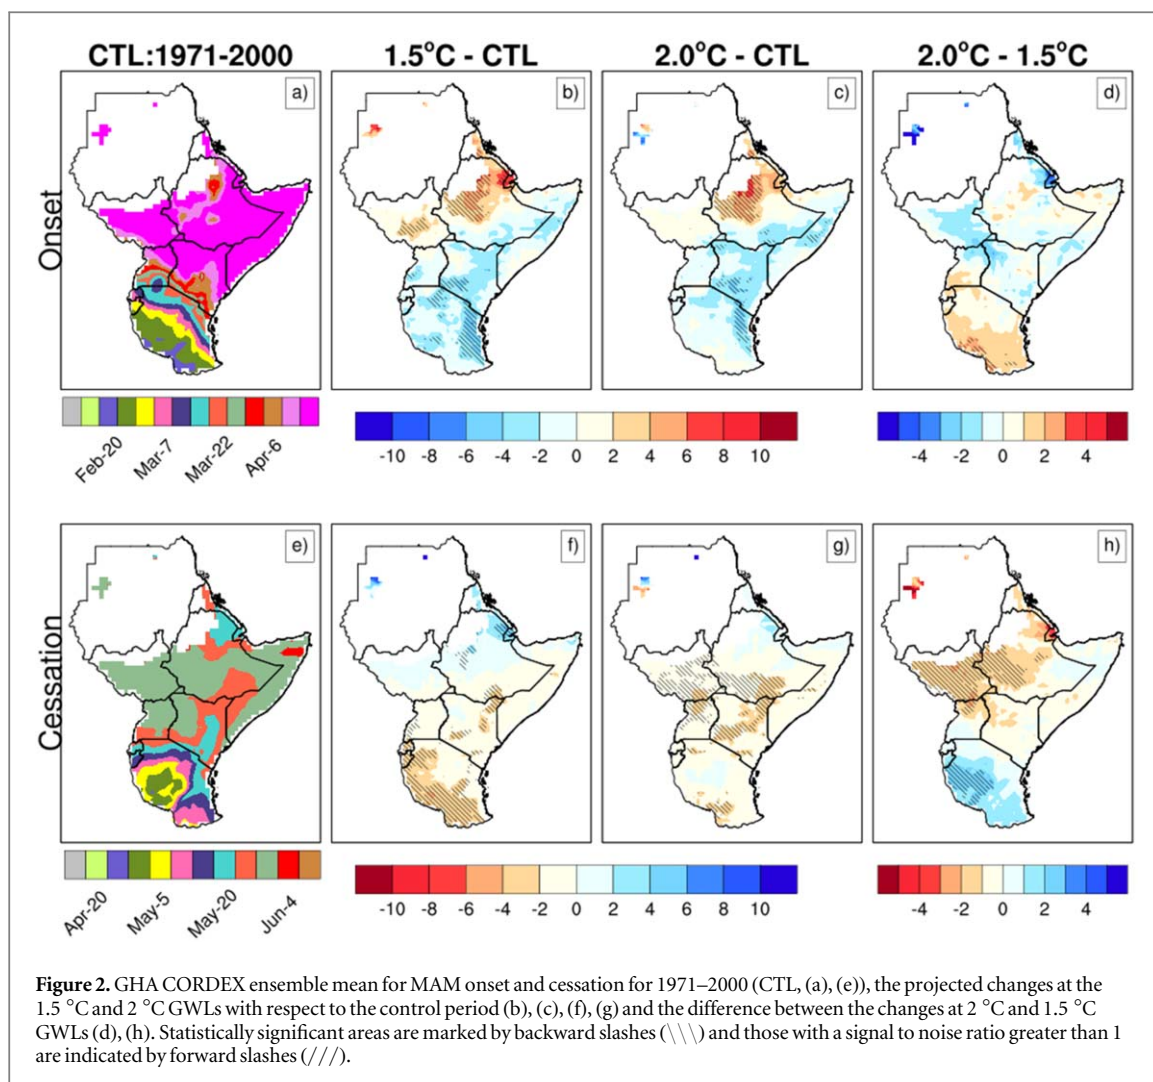 CTL:1971-2000 1.5°C - CTL 2.0°C - CTL 2.0°C - 1.5°C
a) b) c) d)
Onset
-10 -8 -6 -4 -2 0 2 4 6 8 10 -4 -2 0 2 4
Feb-20 Mar-7 Mar-22 Apr-6
e) f) g) h)
Cessation
-10 -8 -6 -4 -2 0 2 4 6 8 10 -4 -2 0 2 4
Apr-20 May-5 May-20 Jun-4
Figure 2. GHA CORDEX ensemble mean for MAM onset and cessation for 1971–2000 (CTL, (a), (e)), the projected changes at the
1.5 °C and 2 °C GWLs with respect to the control period (b), (c), (f), (g) and the difference between the changes at 2 °C and 1.5 °C
GWLs (d), (h). Statistically significant areas are marked by backward slashes (\\\) and those with a signal to noise ratio greater than 1
are indicated by forward slashes (///).